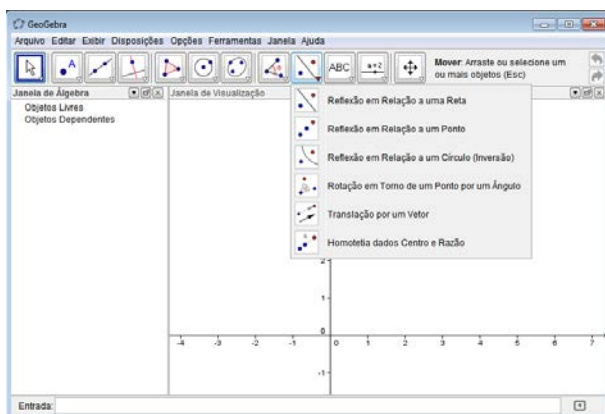 GeoGebra
Arquivo Editar Exibir Disposições Opções Ferramentas Janela Ajuda
A
ABC
a=2
Mover: Arraste ou selecione um
ou mais objetos (Esc)
Janela de Álgebra
Janela de Visualização
Objetos Livres
Objetos Dependentes
Reflexão em Relação a uma Reta
Reflexão em Relação a um Ponto
Reflexão em Relação a um Círculo (Inversão)
Rotação em Torno de um Ponto por um Ângulo
Translação por um Vetor
Homotetia dados Centro e Razão
2
1
0
-4 -3 -2 -1 0 1 2 3 4 5 6 7
-1
Entrada: